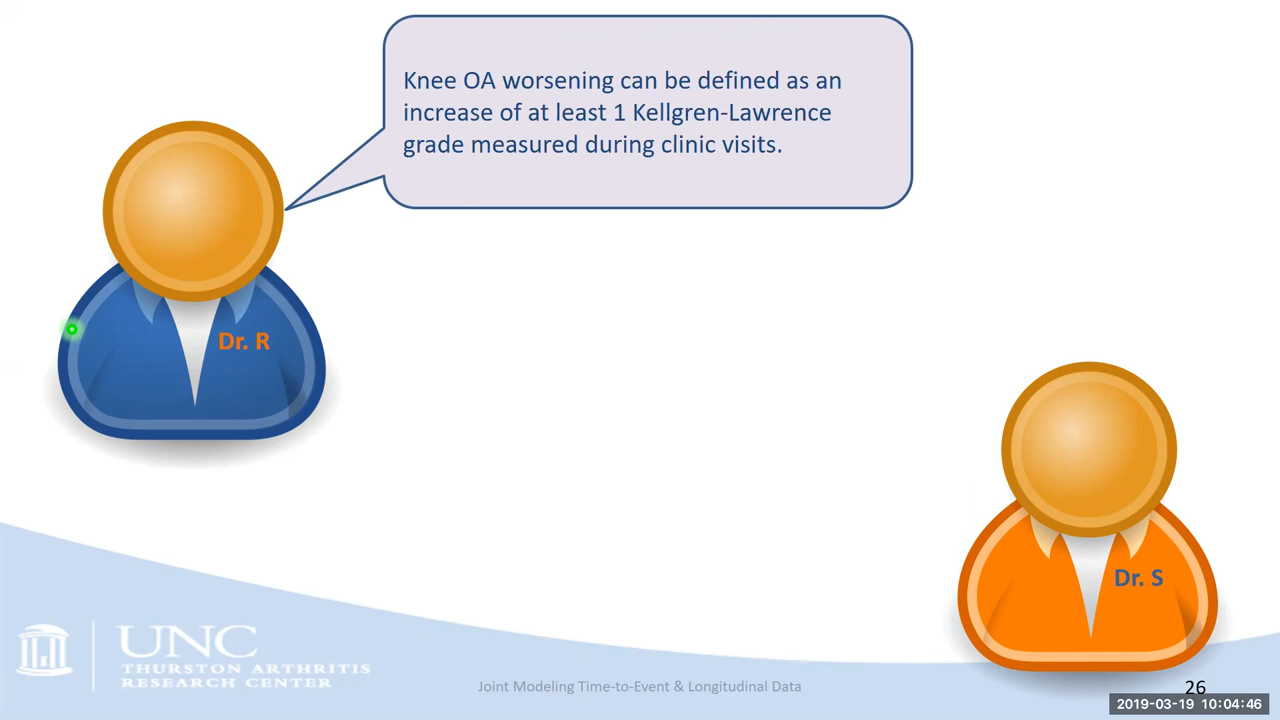 Knee OA worsening can be defined as an
increase of at least 1 Kellgren-Lawrence
grade measured during clinic visits.
Dr. R
Dr. S
UNC
THURSTON ARTHRITIS
RESEARCH CENTER
Joint Modeling Time-to-Event & Longitudinal Data
26
2019-03-19 10:04:46